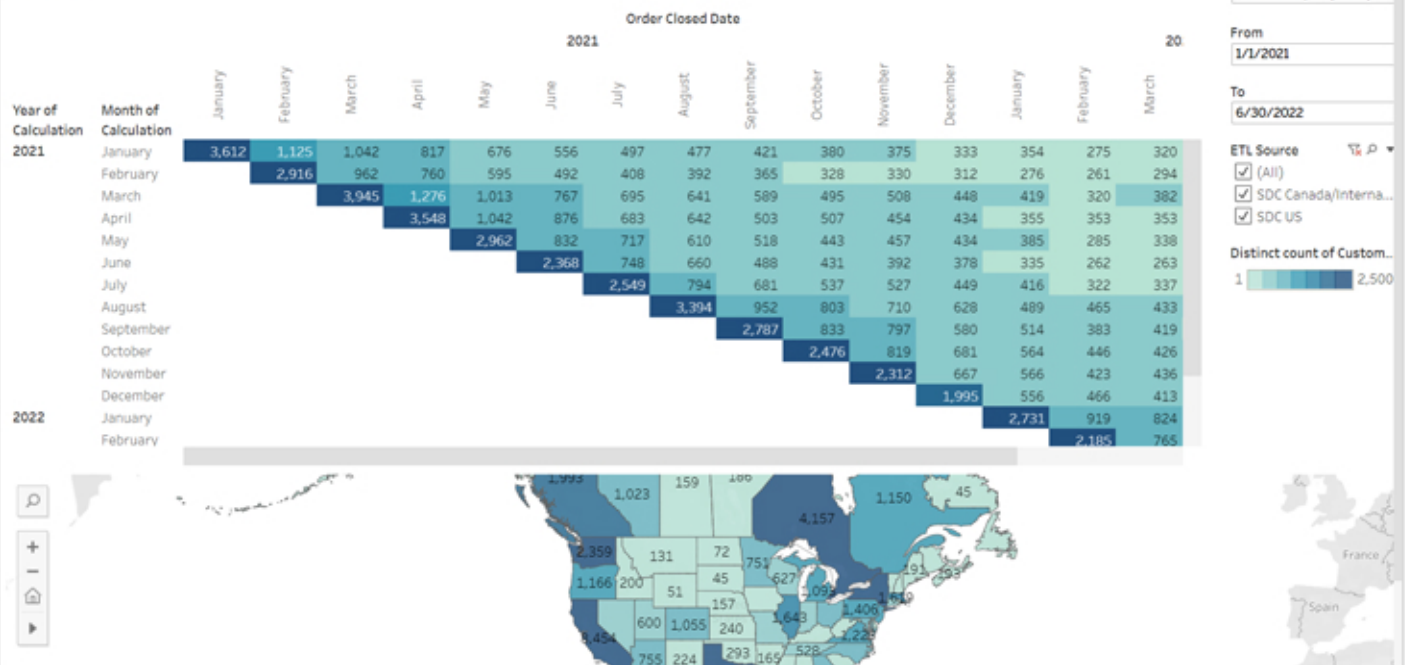 Order Closed Date
2021
20
Year of Calculation
Month of Calculation
January February March April May June July August September October November December January February March
2021 January 3,612 1,125 1,042 817 676 556 497 477 421 380 375 333 354 275 320
February 2,916 962 760 595 492 408 392 365 328 330 312 276 261 294
March 3,945 1,276 1,013 767 695 641 589 495 508 448 419 320 382
April 3,548 1,042 876 683 642 503 507 454 434 355 353 353
May 2,962 832 717 610 518 443 457 434 385 285 338
June 2,368 748 660 488 431 392 378 335 262 263
July 2,549 794 681 537 527 449 416 322 337
August 3,394 952 803 710 628 489 465 433
September 2,787 833 797 580 514 383 419
October 2,476 819 681 564 446 426
November 2,312 667 566 423 436
December 1,995 556 466 413
2022 January 2,731 919 824
February 2,185 765
From
1/1/2021
To
6/30/2022
ETL Source
(All)
SDC Canada/Interna...
SDC US
Distinct count of Custom..
1 2,500
1,993 1,023 159 186 4,157 1,150 45
2,359 131 72 751 191 293
1,166 200 51 45 627 1,093
157 1,619
8,454 600 1,055 240 1,643 1,406
755 224 293 165 528
France
Spain